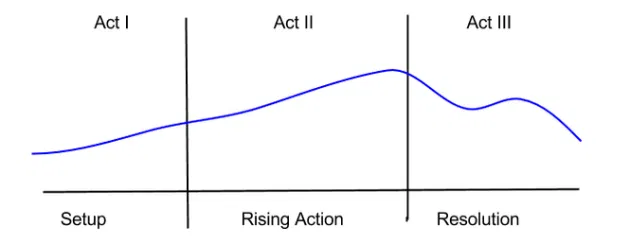 Act I
Act II
Act III
Setup
Rising Action
Resolution